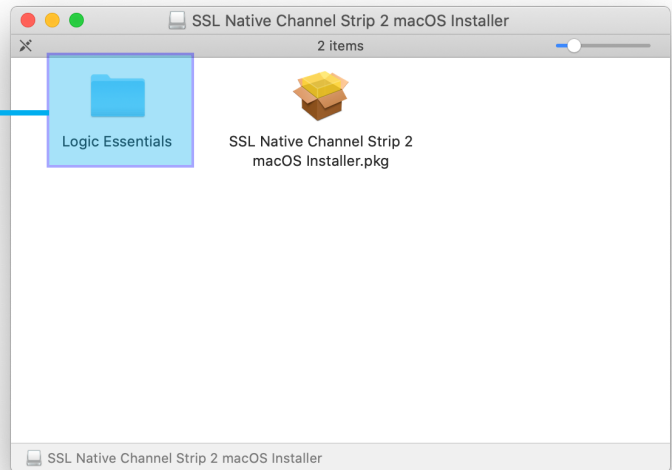 SSL Native Channel Strip 2 macOS Installer
2 items
Logic Essentials
SSL Native Channel Strip 2
macOS Installer.pkg
SSL Native Channel Strip 2 macOS Installer